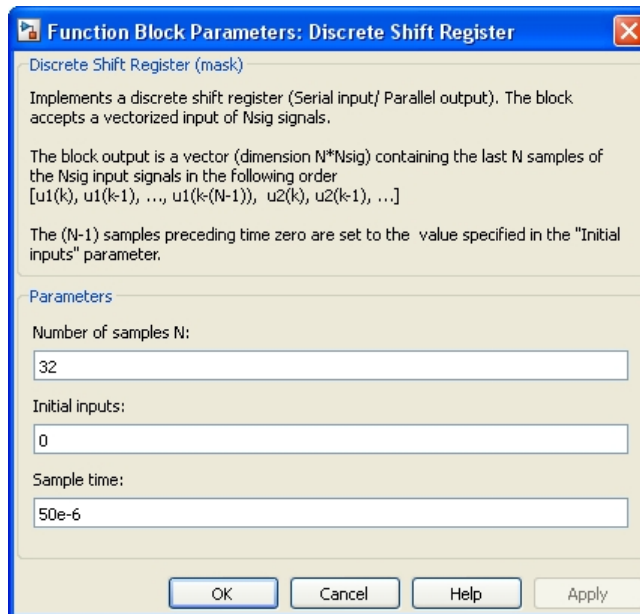 Function Block Parameters: Discrete Shift Register
Discrete Shift Register (mask)
Implements a discrete shift register (Serial input/ Parallel output). The block
accepts a vectorized input of Nsig signals.
The block output is a vector (dimension N*Nsig) containing the last N samples of
the Nsig input signals in the following order
[u1(k), u1(k-1), ..., u1(k-(N-1)), u2(k), u2(k-1), ...]
The (N-1) samples preceding time zero are set to the value specified in the "Initial
inputs" parameter.
Parameters
Number of samples N:
32
Initial inputs:
0
Sample time:
50e-6
OK Cancel Help Apply